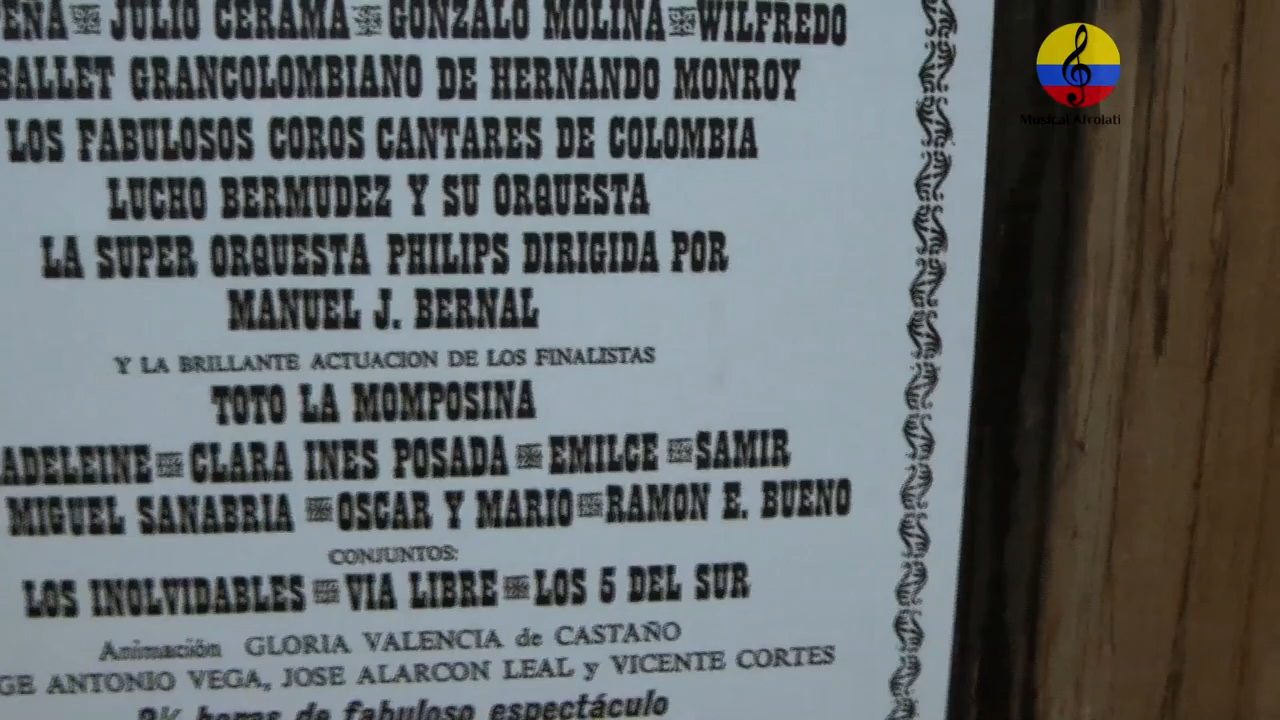 JULIO CERAMA GONZALO MOLINA WILFREDO
BALLET GRANCOLOMBIANO DE HERNANDO MONROY
LOS FABULOSOS COROS CANTARES DE COLOMBIA
LUCHO BERMUDEZ Y SU ORQUESTA
LA SUPER ORQUESTA PHILIPS DIRIGIDA POR
MANUEL J. BERNAL
Y LA BRILLANTE ACTUACION DE LOS FINALISTAS
TOTO LA MOMPOSINA
ADELEINE CLARA INES POSADA EMILCE SAMIR
MIGUEL SANABRIA OSCAR Y MARIO RAMON E. BUENO
CONJUNTOS:
LOS INOLVIDABLES VIA LIBRE LOS 5 DEL SUR
Animación GLORIA VALENCIA de CASTAÑO
GE ANTONIO VEGA, JOSE ALARCON LEAL y VICENTE CORTES
horas de fabuloso espectáculo
Musical Afrolati